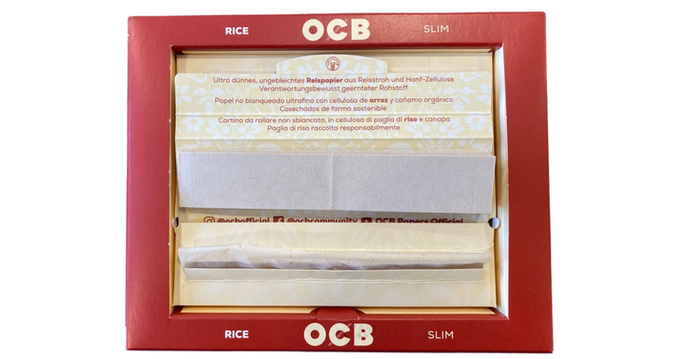 RICE OCB SLIM
Ultra dünnes, ungebleichtes Reispapier aus Reisstroh und Hanf-Zellulose
Verantwortungsbewusst geernteter Rohstoff
Papel no blanqueado ultrafino con cellulosa de arroz y cañamo orgánico
Cosechados de forma sostenible
Cartina da rollare non sbiancata, in cellulosa di paglia di riso e canapa
Paglia di riso raccolta responsabilmente
@ocbofficial @ocbcommunity OCB Papers Official
RICE OCB SLIM